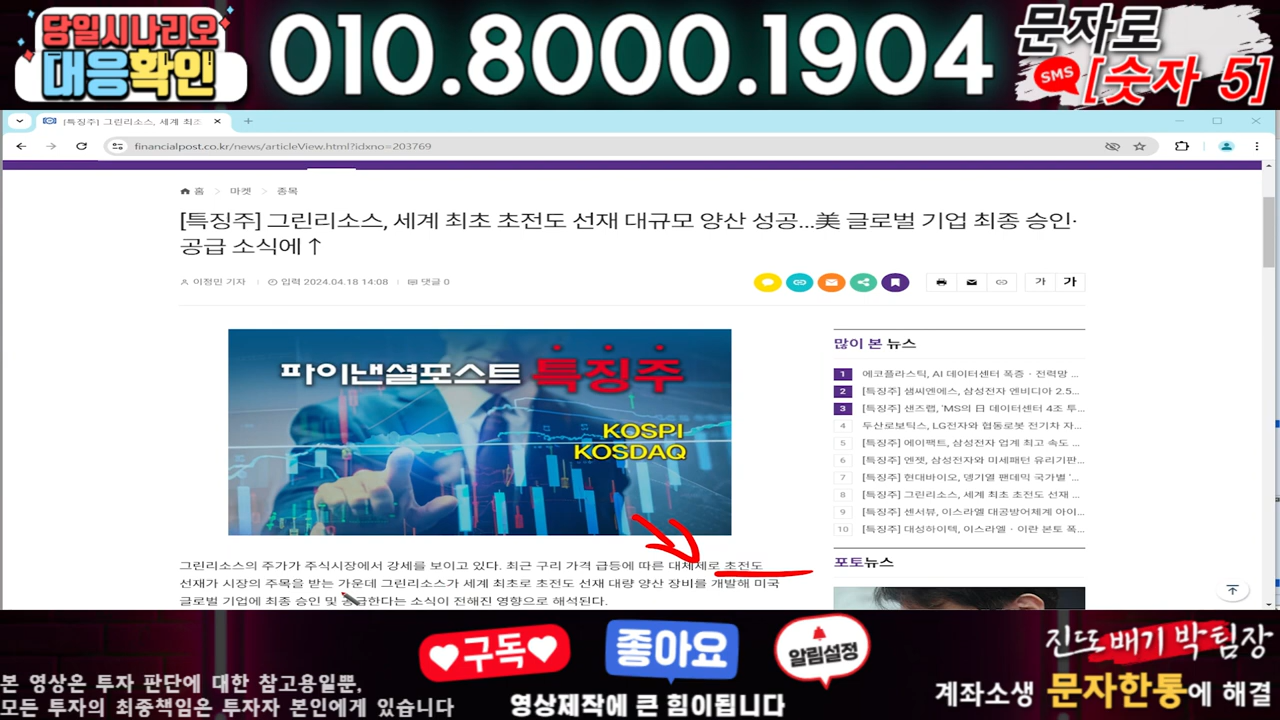 당일시나리오
대응확인
010.8000.1904
문자로
SMS [숫자 5]
[특징주] 그린리소스, 세계 최초
financialpost.co.kr/news/articleView.html?idxno=203769
홈 > 마켓 > 종목
[특징주] 그린리소스, 세계 최초 초전도 선재 대규모 양산 성공...美 글로벌 기업 최종 승인·
공급 소식에↑
이정민 기자 입력 2024.04.18 14:08 댓글 0
가 가
파이낸셜포스트 특징주
KOSPI
KOSDAQ
많이 본 뉴스
1 에코플라스틱, AI 데이터센터 폭증·전력망 ...
2 [특징주] 샘씨엔에스, 삼성전자 엔비디아 2.5...
3 [특징주] 샌즈랩, 'MS의 日 데이터센터 4조 투...
4 두산로보틱스, LG전자와 협동로봇 전기차 자...
5 [특징주] 에이팩트, 삼성전자 업계 최고 속도 ...
6 [특징주] 엔젯, 삼성전자와 미세패턴 유리기판...
7 [특징주] 현대바이오, 뎅기열 팬데믹 국가별 '...
8 [특징주] 그린리소스, 세계 최초 초전도 선재 ...
9 [특징주] 센서뷰, 이스라엘 대공방어체계 아이...
10 [특징주] 대성하이텍, 이스라엘·이란 본토 폭...
포토뉴스
그린리소스의 주가가 주식시장에서 강세를 보이고 있다. 최근 구리 가격 급등에 따른 대체제로 초전도
선재가 시장의 주목을 받는 가운데 그린리소스가 세계 최초로 초전도 선재 대량 양산 장비를 개발해 미국
글로벌 기업에 최종 승인 및 공급한다는 소식이 전해진 영향으로 해석된다.
구독
좋아요
알림설정
영상제작에 큰 힘이됩니다
본 영상은 투자 판단에 대한 참고용일뿐,
모든 투자의 최종책임은 투자자 본인에게 있습니다
진또배기 박팀장
계좌소생 문자한통에 해결